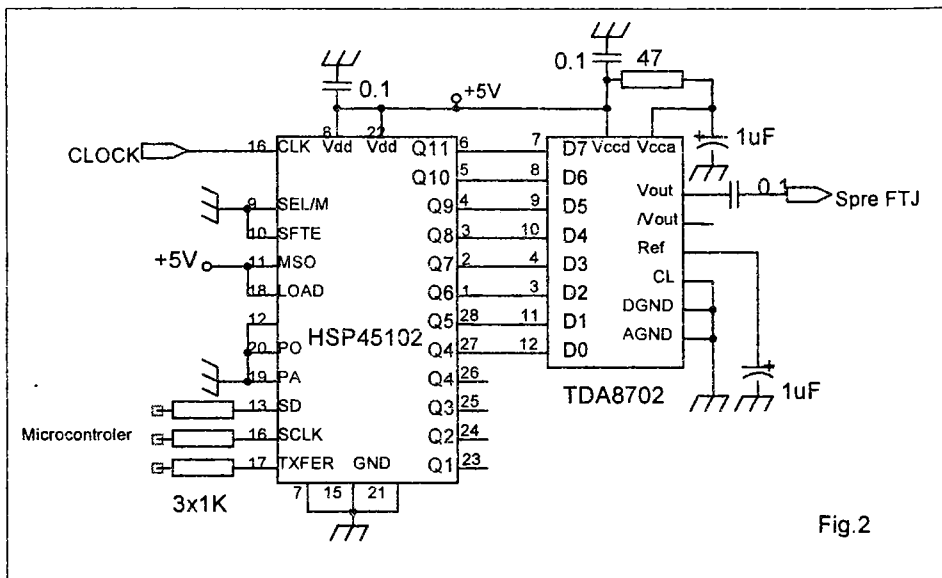 0.1
+5V
0.1
47
1uF
CLOCK
16 CLK
8 Vdd
22 Vdd
Q11 6
7 D7
Vccd
Vcca
Q10 5
8 D6
Vout
0.1
Spre FTJ
9 SEL/M
Q9 4
9 D5
/Vout
10 SFTE
Q8 3
10 D4
Ref
+5V
11 MSO
Q7 2
4 D3
CL
18 LOAD
Q6 1
3 D2
DGND
12
HSP45102
Q5 28
11 D1
AGND
20 PO
Q4 27
12 D0
19 PA
Q4 26
TDA8702
1uF
13 SD
Q3 25
Microcontroler
16 SCLK
Q2 24
17 TXFER
GND
Q1 23
3x1K
7 15 21
Fig.2